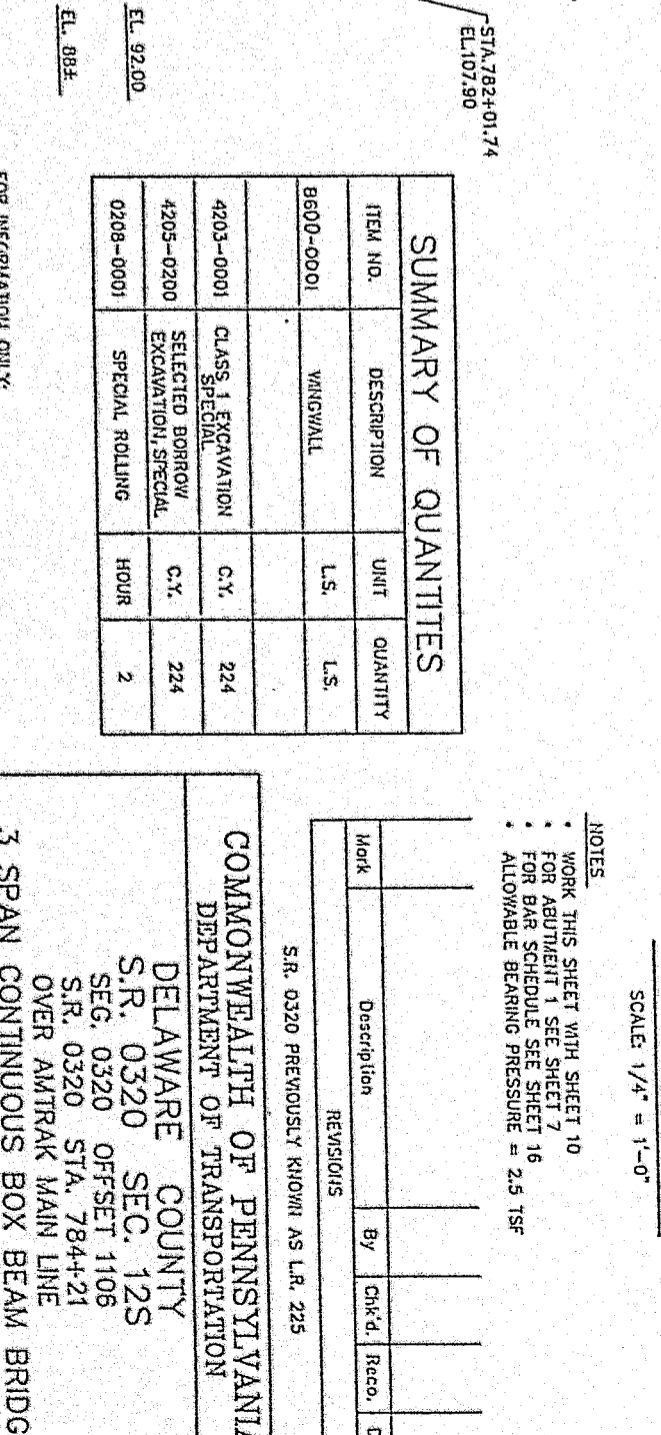 SCALE: 1/4" = 1'-0"
NOTES
• WORK THIS SHEET WITH SHEET 10
• FOR ABUTMENT 1 SEE SHEET 7
• FOR BAR SCHEDULE SEE SHEET 16
• ALLOWABLE BEARING PRESSURE = 2.5 TSF
STA.782+01.74
EL.107.90
EL. 92.00
EL. 88±
SUMMARY OF QUANTITES
ITEM NO. DESCRIPTION UNIT QUANTITY
8600-0001 WINGWALL L.S. L.S.
4203-0001 CLASS 1 EXCAVATION SPECIAL C.Y. 224
4205-0200 SELECTED BORROW EXCAVATION, SPECIAL C.Y. 224
0208-0001 SPECIAL ROLLING HOUR 2
FOR INFORMATION ONLY:
Mark Description By Chk'd. Reco.
REVISIONS
S.R. 0320 PREVIOUSLY KNOWN AS L.R. 225
COMMONWEALTH OF PENNSYLVANIA
DEPARTMENT OF TRANSPORTATION
DELAWARE COUNTY
S.R. 0320 SEC. 12S
SEG. 0320 OFFSET 1106
S.R. 0320 STA. 784+21
OVER AMTRAK MAIN LINE
3 SPAN CONTINUOUS BOX BEAM BRIDG